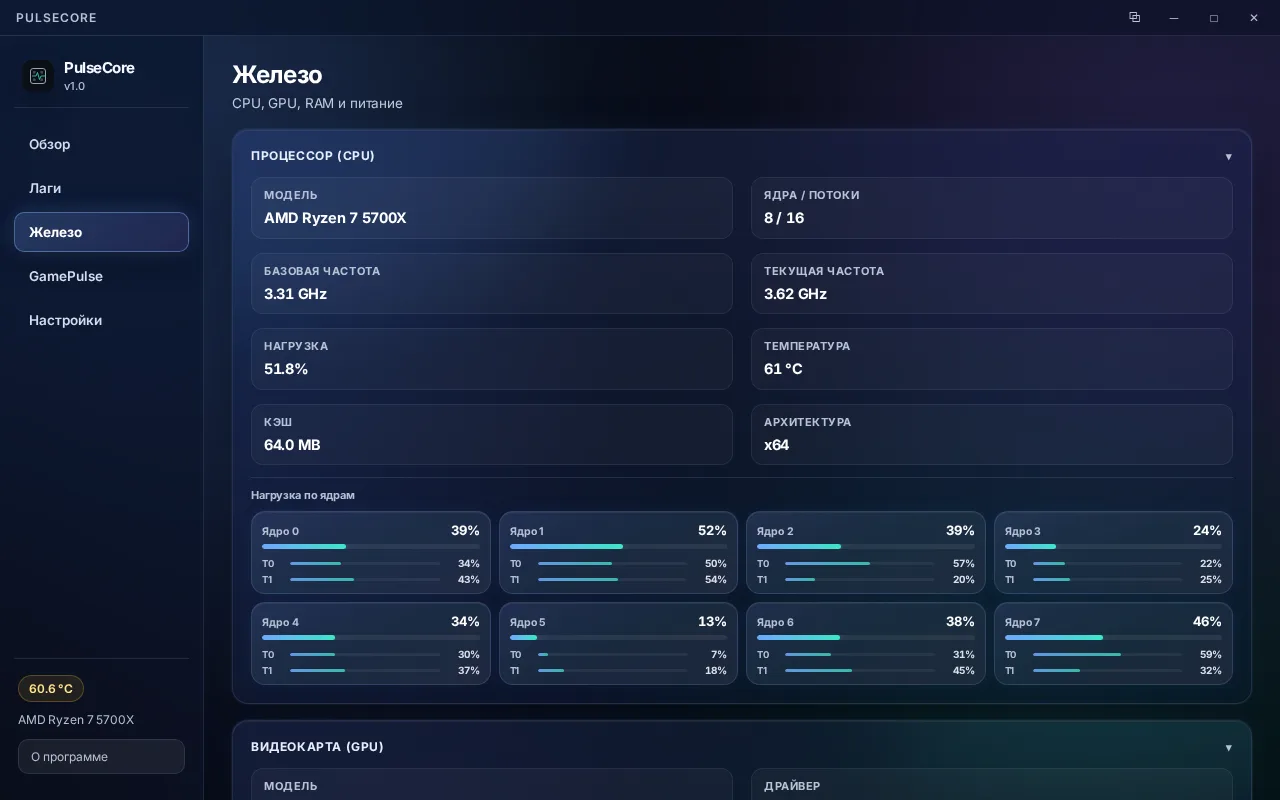 PULSECORE
PulseCore
v1.0
Обзор
Лаги
Железо
GamePulse
Настройки
60.6 °C
AMD Ryzen 7 5700X
О программе
Железо
CPU, GPU, RAM и питание
ПРОЦЕССОР (CPU)
МОДЕЛЬ
AMD Ryzen 7 5700X
ЯДРА / ПОТОКИ
8 / 16
БАЗОВАЯ ЧАСТОТА
3.31 GHz
ТЕКУЩАЯ ЧАСТОТА
3.62 GHz
НАГРУЗКА
51.8%
ТЕМПЕРАТУРА
61 °C
КЭШ
64.0 MB
АРХИТЕКТУРА
x64
Нагрузка по ядрам
Ядро 0 39%
T0 34%
T1 43%
Ядро 1 52%
T0 50%
T1 54%
Ядро 2 39%
T0 57%
T1 20%
Ядро 3 24%
T0 22%
T1 25%
Ядро 4 34%
T0 30%
T1 37%
Ядро 5 13%
T0 7%
T1 18%
Ядро 6 38%
T0 31%
T1 45%
Ядро 7 46%
T0 59%
T1 32%
ВИДЕОКАРТА (GPU)
МОДЕЛЬ
ДРАЙВЕР